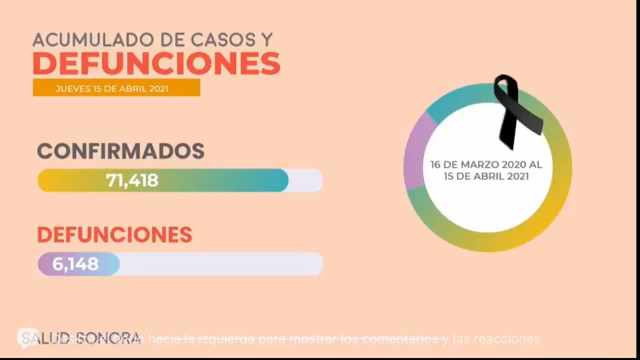 ACUMULADO DE CASOS Y
DEFUNCIONES
JUEVES 15 DE ABRIL 2021
CONFIRMADOS
71,418
DEFUNCIONES
6,148
16 DE MARZO 2020 AL
15 DE ABRIL 2021
SALUD SONORA
hacia la izquierda para mostrar los comentarios y las reacciones